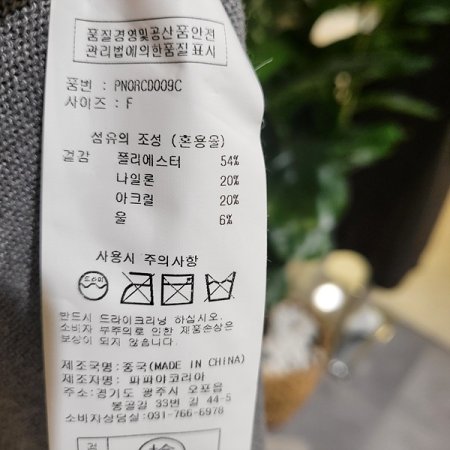 품질경영및공산품안전
관리법에의한품질표시
품번 : PNORCD009C
사이즈 : F
섬유의 조성 (혼용율)
겉감 폴리에스터 54%
나일론 20%
아크릴 20%
울 6%
사용시 주의사항
드라이
반드시 드라이크리닝 하십시오.
소비자 부주의로 인한 제품손상은
보상이 되지 않습니다.
제조국명: 중국(MADE IN CHINA)
제조자명: 파파야코리아
주소: 경기도 광주시 오포읍
봉골길 33번 길 44-5
소비자상담실: 031-766-6978
검